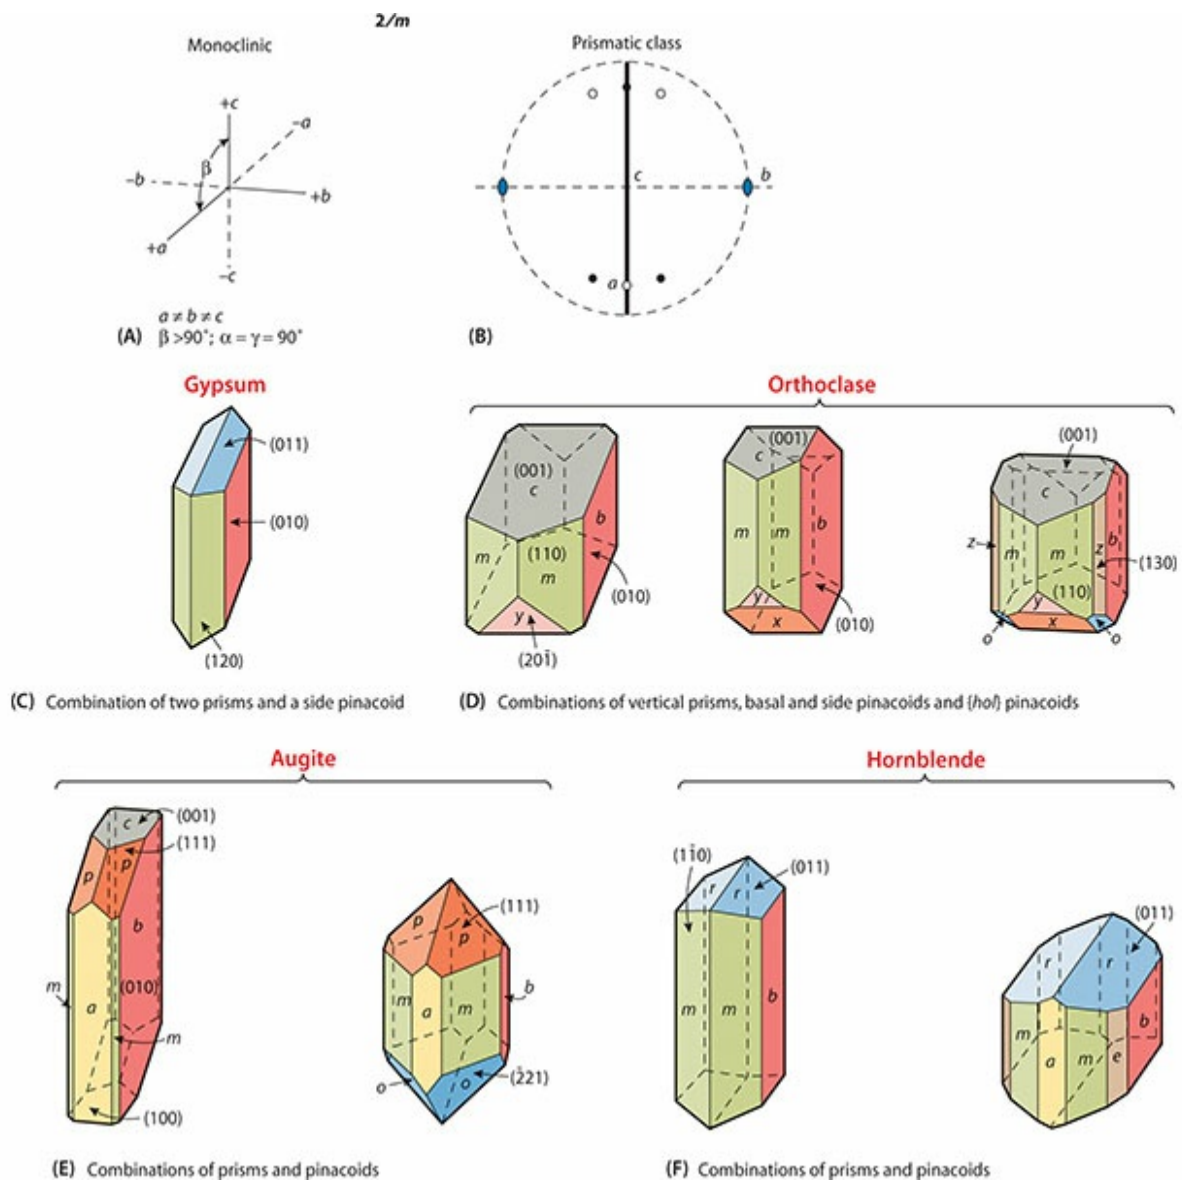 2/m
Monoclinic
+c
–a
β
–b
+b
+a
–c
a ≠ b ≠ c
(A) β >90°; α = γ = 90°
Prismatic class
c
b
a
(B)
Gypsum
(011)
(010)
(120)
(C) Combination of two prisms and a side pinacoid
Orthoclase
(001)
c
b
m
(110)
m
(010)
y
(201̄)
(001)
c
m
m
b
y
x
(010)
(001)
c
z
m
m
z
b
(1̄30)
(110)
y
o
x
o
(D) Combinations of vertical prisms, basal and side pinacoids and {hol} pinacoids
Augite
c
(001)
(111)
p
p
b
m
a
(010)
m
(100)
p
(111)
p
m
a
m
b
o
o
(2̄21)
(E) Combinations of prisms and pinacoids
Hornblende
(11̄0)
r
r
(011)
m
m
b
(011)
r
r
m
a
m
e
b
(F) Combinations of prisms and pinacoids